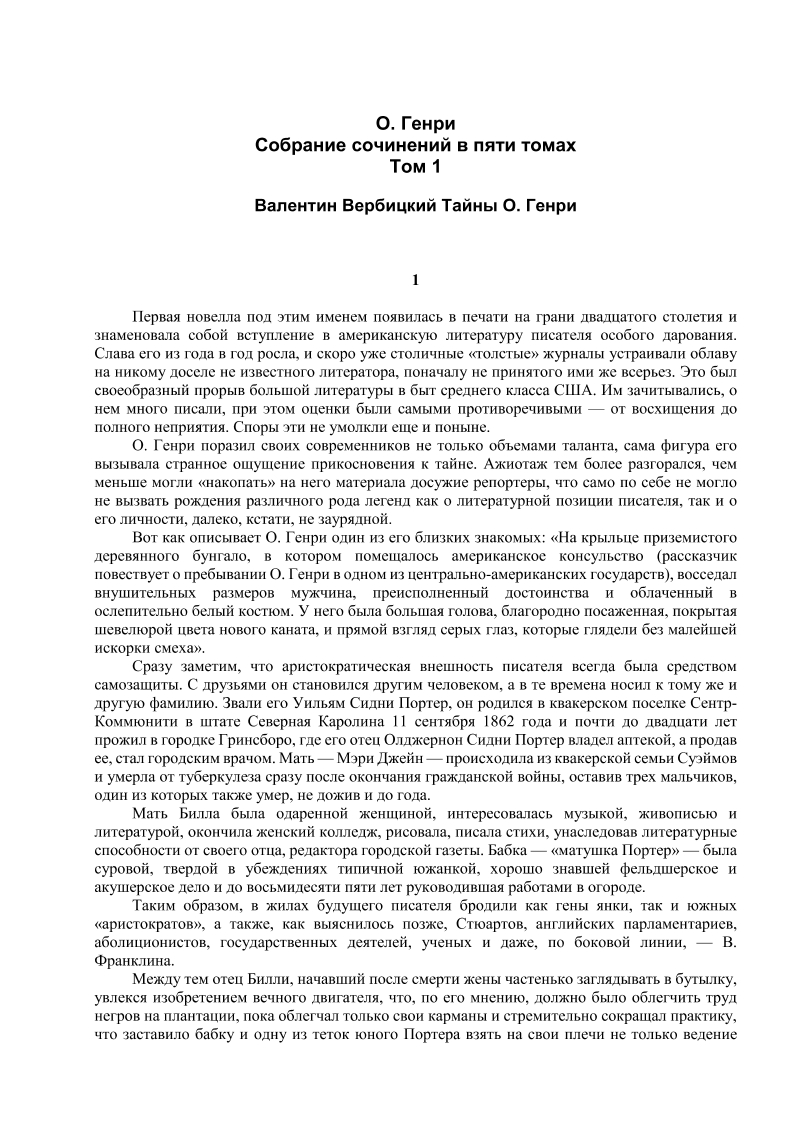 О. Генри
Собрание сочинений в пяти томах
Том 1
Валентин Вербицкий Тайны О. Генри
1
Первая новелла под этим именем появилась в печати на грани двадцатого столетия и
знаменовала собой вступление в американскую литературу писателя особого дарования.
Слава его из года в год росла, и скоро уже столичные «толстые» журналы устраивали облаву
на никому доселе не известного литератора, поначалу не принятого ими же всерьез. Это был
своеобразный прорыв большой литературы в быт среднего класса США. Им зачитывались, о
нем много писали, при этом оценки были самыми противоречивыми — от восхищения до
полного неприятия. Споры эти не умолкли еще и поныне.
О. Генри поразил своих современников не только объемами таланта, сама фигура его
вызывала странное ощущение прикосновения к тайне. Ажиотаж тем более разгорался, чем
меньше могли «накопать» на него материала досужие репортеры, что само по себе не могло
не вызвать рождения различного рода легенд как о литературной позиции писателя, так и о
его личности, далеко, кстати, не заурядной.
Вот как описывает О. Генри один из его близких знакомых: «На крыльце приземистого
деревянного бунгало, в котором помещалось американское консульство (рассказчик
повествует о пребывании О. Генри в одном из центрально-американских государств), восседал
внушительных размеров мужчина, преисполненный достоинства и облаченный в
ослепительно белый костюм. У него была большая голова, благородно посаженная, покрытая
шевелюрой цвета нового каната, и прямой взгляд серых глаз, которые глядели без малейшей
искорки смеха».
Сразу заметим, что аристократическая внешность писателя всегда была средством
самозащиты. С друзьями он становился другим человеком, а в те времена носил к тому же и
другую фамилию. Звали его Уильям Сидни Портер, он родился в квакерском поселке Сентр-
Коммюнити в штате Северная Каролина 11 сентября 1862 года и почти до двадцати лет
прожил в городке Гринсборо, где его отец Олджернон Сидни Портер владел аптекой, а продав
ее, стал городским врачом. Мать — Мэри Джейн — происходила из квакерской семьи Суэймов
и умерла от туберкулеза сразу после окончания гражданской войны, оставив трех мальчиков,
один из которых также умер, не дожив и до года.
Мать Билла была одаренной женщиной, интересовалась музыкой, живописью и
литературой, окончила женский колледж, рисовала, писала стихи, унаследовав литературные
способности от своего отца, редактора городской газеты. Бабка — «матушка Портер» — была
суровой, твердой в убеждениях типичной южанкой, хорошо знавшей фельдшерское и
акушерское дело и до восьмидесяти пяти лет руководившая работами в огороде.
Таким образом, в жилах будущего писателя бродили как гены янки, так и южных
«аристократов», а также, как выяснилось позже, Стюартов, английских парламентариев,
аболиционистов, государственных деятелей, ученых и даже, по боковой линии, — В.
Франклина.
Между тем отец Билли, начавший после смерти жены частенько заглядывать в бутылку,
увлекся изобретением вечного двигателя, что, по его мнению, должно было облегчить труд
негров на плантации, пока облегчал только свои карманы и стремительно сокращал практику,
что заставило бабку и одну из теток юного Портера взять на свои плечи не только ведение